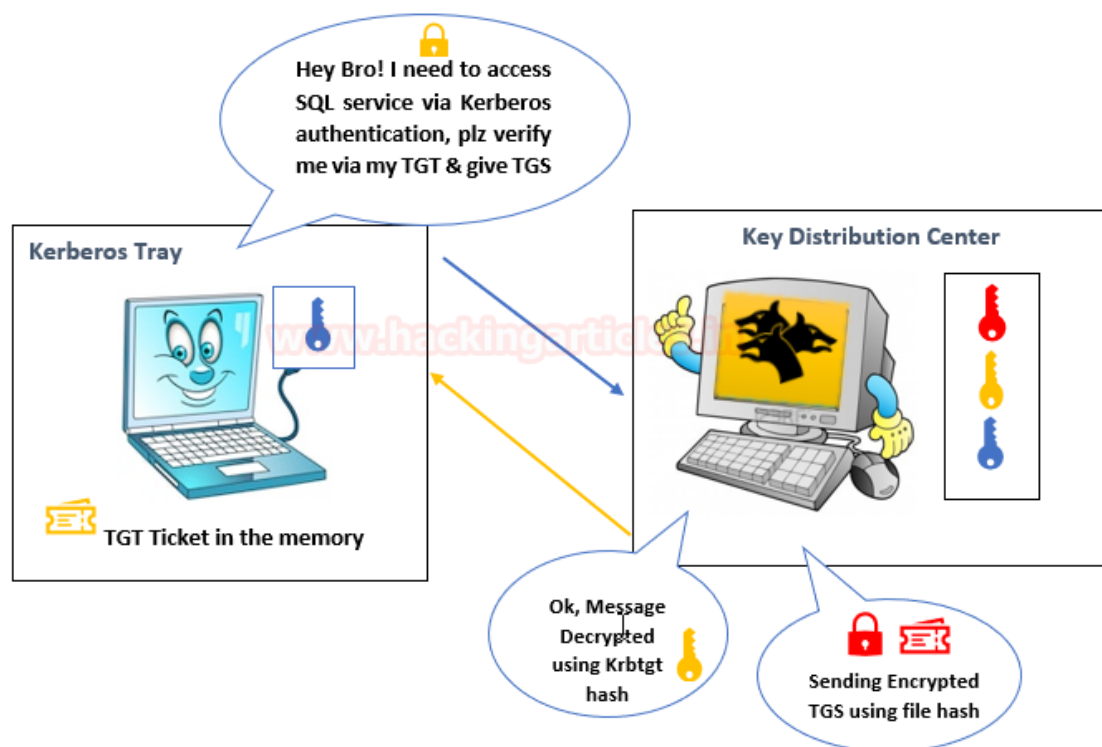 Hey Bro! I need to access
SQL service via Kerberos
authentication, plz verify
me via my TGT & give TGS
Kerberos Tray
Key Distribution Center
TGT Ticket in the memory
Ok, Message
Decrypted
using Krbtgt
hash
Sending Encrypted
TGS using file hash